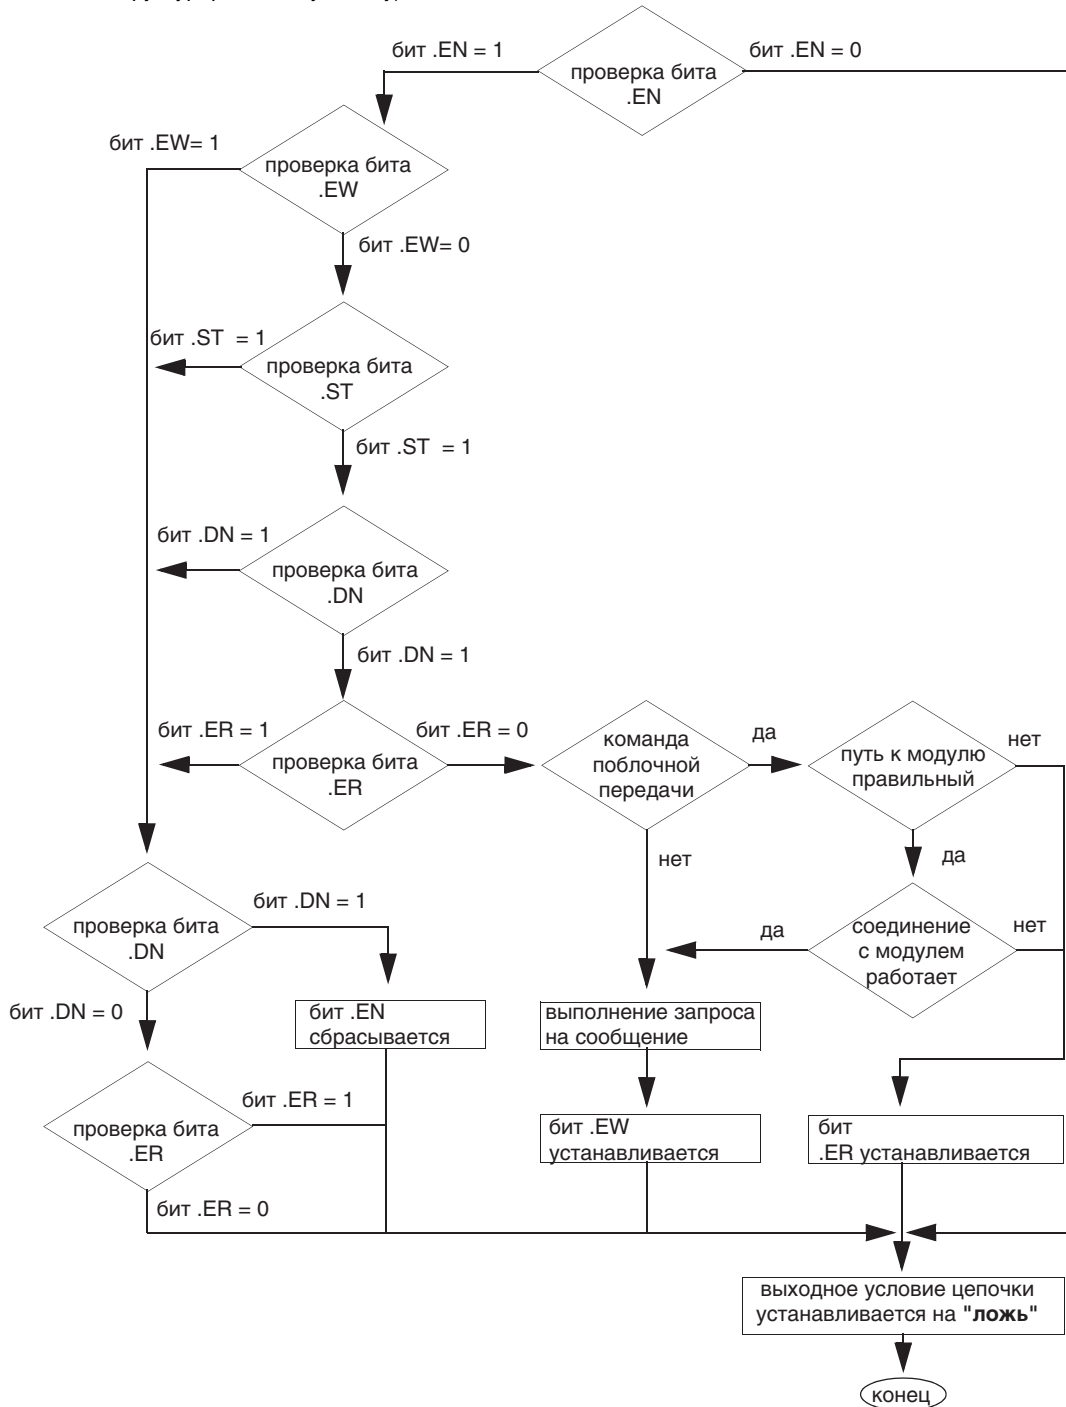 бит .EN = 1
бит .EN = 0
проверка бита
.EN
бит .EW= 1
проверка бита
.EW
бит .EW= 0
бит .ST = 1
проверка бита
.ST
бит .ST = 1
бит .DN = 1
проверка бита
.DN
бит .DN = 1
бит .ER = 1
бит .ER = 0
проверка бита
.ER
команда
поблочной
передачи
да
путь к модулю
правильный
нет
нет
да
бит .DN = 1
проверка бита
.DN
да
соединение
с модулем
работает
нет
бит .DN = 0
бит .EN
сбрасывается
выполнение запроса
на сообщение
бит .ER = 1
проверка бита
.ER
бит .EW
устанавливается
бит
.ER устанавливается
бит .ER = 0
выходное условие цепочки
устанавливается на "ложь"
конец